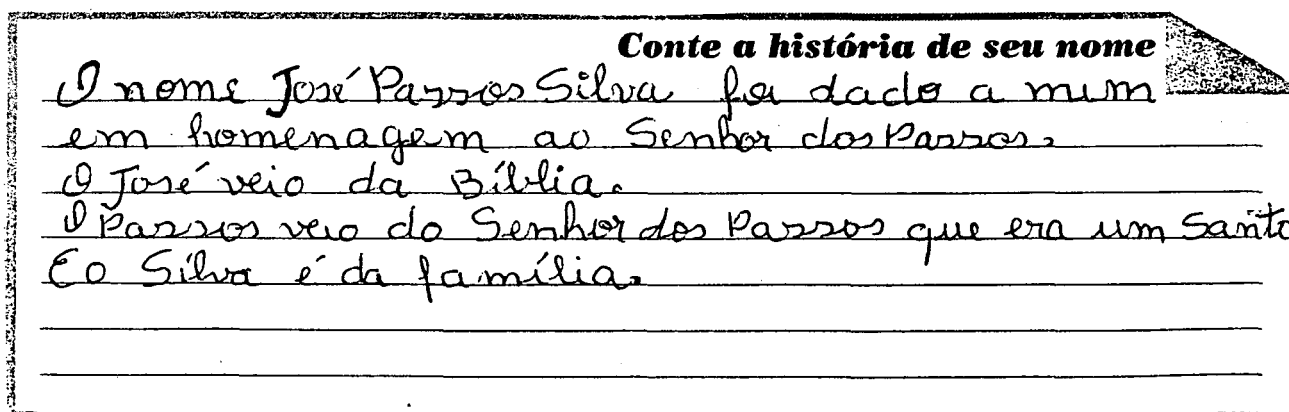 Conte a história de seu nome
O nome José Passos Silva foi dado a mim
em homenagem ao Senhor dos Passos.
O José veio da Bíblia.
O Passos veio do Senhor dos Passos que era um Santo
E o Silva é da família.